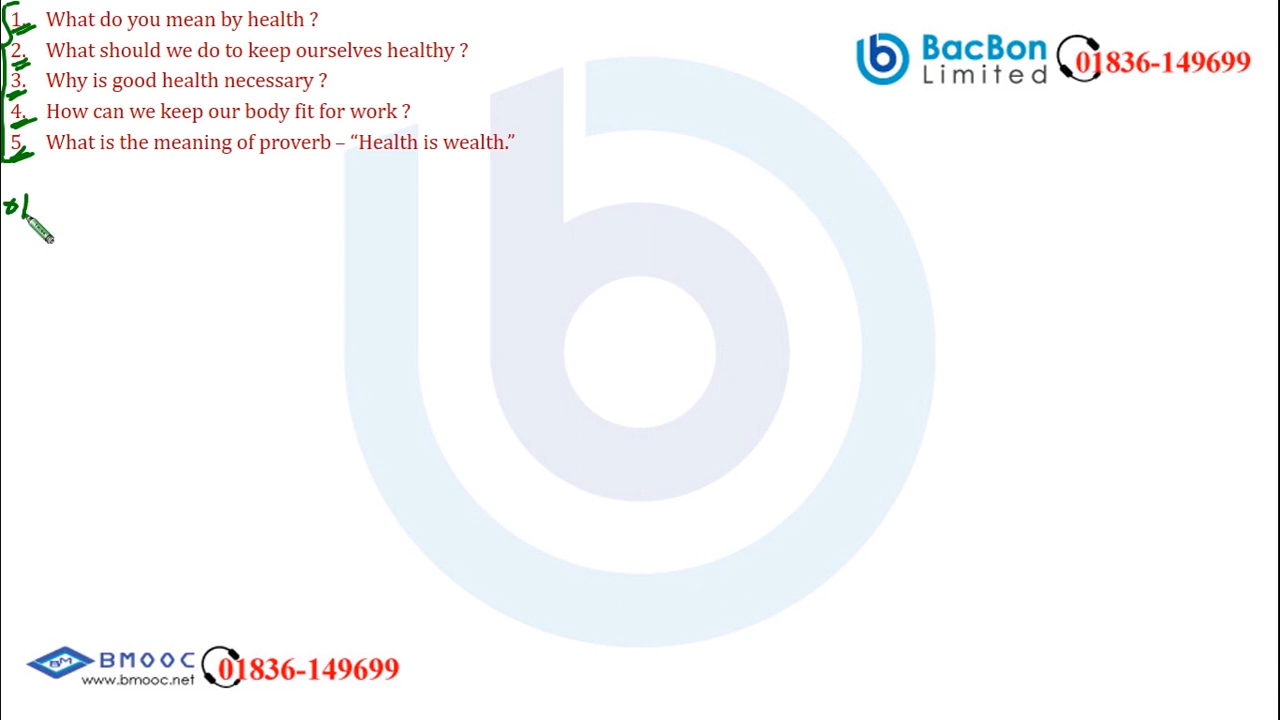 1. What do you mean by health ?
2. What should we do to keep ourselves healthy ?
3. Why is good health necessary ?
4. How can we keep our body fit for work ?
5. What is the meaning of proverb – “Health is wealth.”
BacBon
Limited
01836-149699
BMOOC
www.bmooc.net
01836-149699